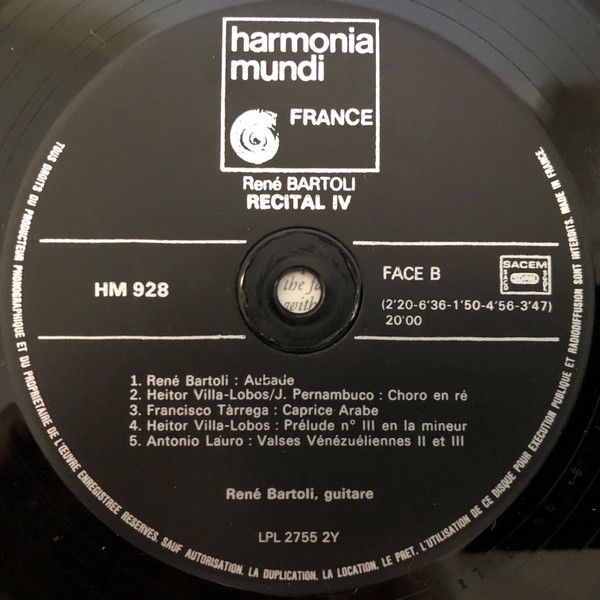 harmonia
mundi
FRANCE
René BARTOLI
RECITAL IV
HM 928
FACE B
SACEM
(2'20-6'36-1'50-4'56-3'47)
20'00
the fa
with
1. René Bartoli : Aubade
2. Heitor Villa-Lobos/J. Pernambuco : Choro en ré
3. Francisco Tàrrega : Caprice Arabe
4. Heitor Villa-Lobos : Prélude n° III en la mineur
5. Antonio Lauro : Valses Vénézuéliennes II et III
René Bartoli, guitare
LPL 2755 2Y
TOUS DROITS DU PRODUCTEUR PHONOGRAPHIQUE ET DU PROPRIETAIRE DE L'ŒUVRE ENREGISTREE RESERVES. SAUF AUTORISATION, LA DUPLICATION, LA LOCATION, LE PRET, L'UTILISATION DE CE DISQUE POUR EXECUTION PUBLIQUE ET RADIODIFFUSION SONT INTERDITS. MADE IN FRANCE.